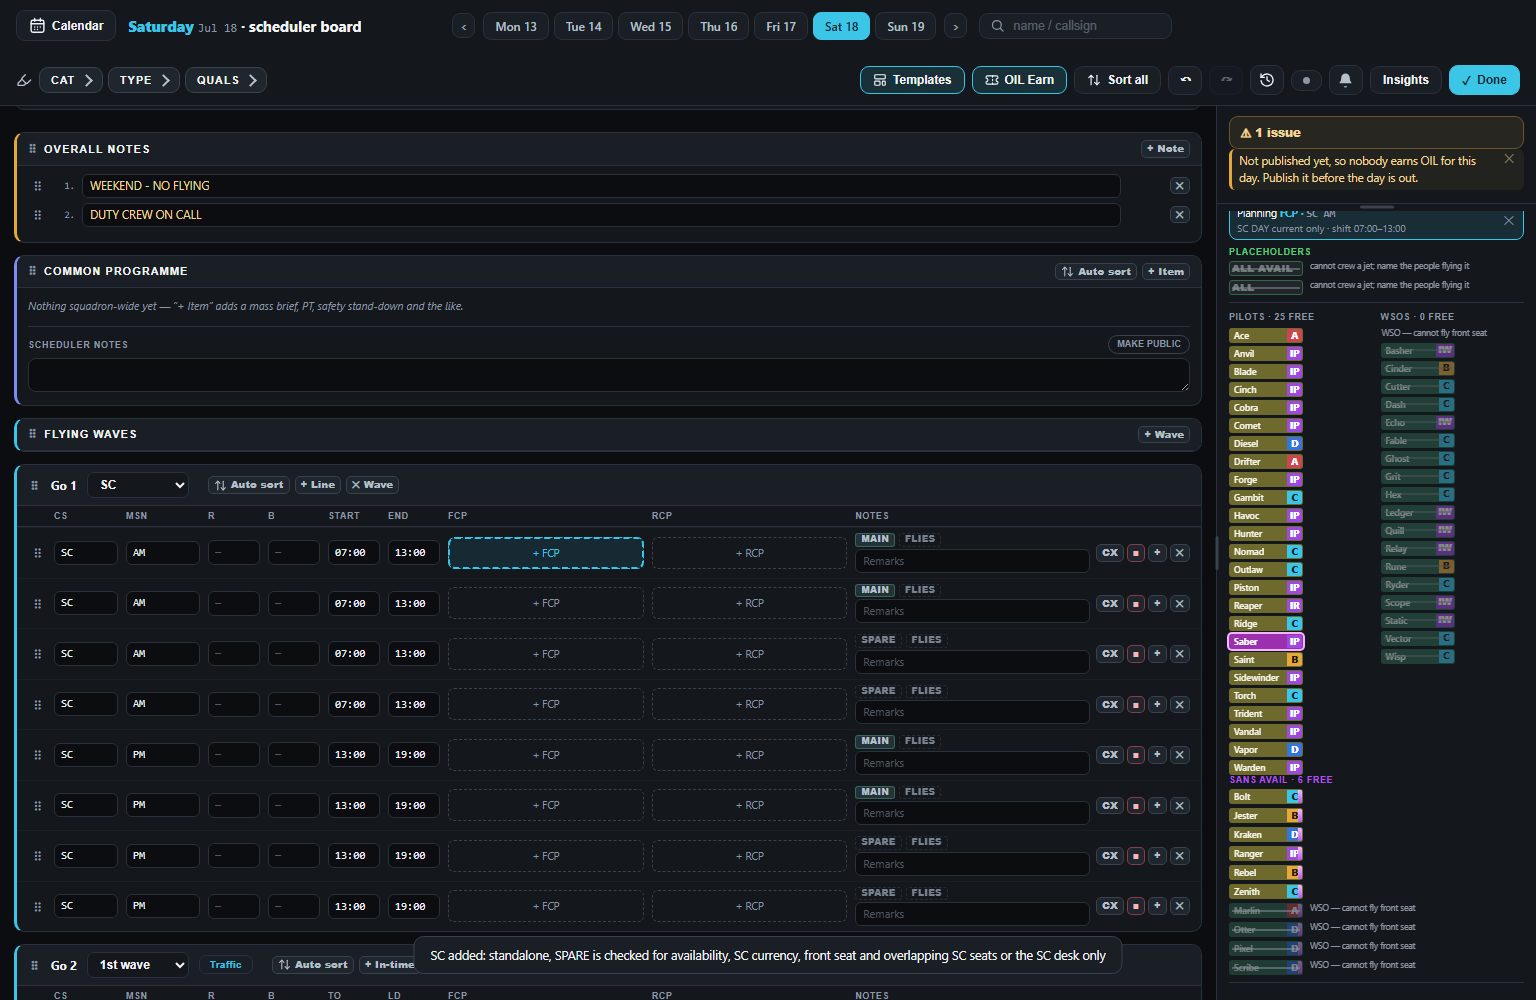 Calendar
Saturday Jul 18 · scheduler board
‹
Mon 13
Tue 14
Wed 15
Thu 16
Fri 17
Sat 18
Sun 19
›
name / callsign
CAT
TYPE
QUALS
Templates
OIL Earn
Sort all
Insights
✓ Done
OVERALL NOTES
+ Note
1. WEEKEND - NO FLYING
2. DUTY CREW ON CALL
COMMON PROGRAMME
Auto sort
+ Item
Nothing squadron-wide yet — "+ Item" adds a mass brief, PT, safety stand-down and the like.
SCHEDULER NOTES
MAKE PUBLIC
FLYING WAVES
+ Wave
Go 1
SC
Auto sort
+ Line
✕ Wave
CS MSN R B START END FCP RCP NOTES
MAIN FLIES
SC AM – – 07:00 13:00 + FCP + RCP Remarks CX
MAIN FLIES
SC AM – – 07:00 13:00 + FCP + RCP Remarks CX
SPARE FLIES
SC AM – – 07:00 13:00 + FCP + RCP Remarks CX
SPARE FLIES
SC AM – – 07:00 13:00 + FCP + RCP Remarks CX
MAIN FLIES
SC PM – – 13:00 19:00 + FCP + RCP Remarks CX
MAIN FLIES
SC PM – – 13:00 19:00 + FCP + RCP Remarks CX
SPARE FLIES
SC PM – – 13:00 19:00 + FCP + RCP Remarks CX
SPARE FLIES
SC PM – – 13:00 19:00 + FCP + RCP Remarks CX
Go 2
1st wave
Traffic
Auto sort
+ In-time
CS MSN R B TO LD FCP RCP NOTES
SC added: standalone, SPARE is checked for availability, SC currency, front seat and overlapping SC seats or the SC desk only
⚠ 1 issue
Not published yet, so nobody earns OIL for this
day. Publish it before the day is out.
Planning FCP · SC AM
SC DAY current only · shift 07:00–13:00
PLACEHOLDERS
ALL AVAIL cannot crew a jet; name the people flying it
ALL cannot crew a jet; name the people flying it
PILOTS · 25 FREE
Ace A
Anvil IP
Blade IP
Cinch IP
Cobra IP
Comet IP
Diesel D
Drifter A
Forge IP
Gambit C
Havoc IP
Hunter IP
Nomad C
Outlaw C
Piston IP
Reaper IR
Ridge C
Saber IP
Saint B
Sidewinder IP
Torch C
Trident IP
Vandal IP
Vapor D
Warden IP
WSOS · 0 FREE
WSO — cannot fly front seat
Basher IW
Cinder B
Cutter C
Dash C
Echo IW
Fable C
Ghost C
Grit C
Hex C
Ledger IW
Quill IW
Relay IW
Rune B
Ryder C
Scope IW
Static IW
Vector C
Wisp C
SANS AVAIL · 6 FREE
Bolt C
Jester B
Kraken D
Ranger IP
Rebel B
Zenith C
Marlin A WSO — cannot fly front seat
Otter D WSO — cannot fly front seat
Pixel D WSO — cannot fly front seat
Scribe D WSO — cannot fly front seat